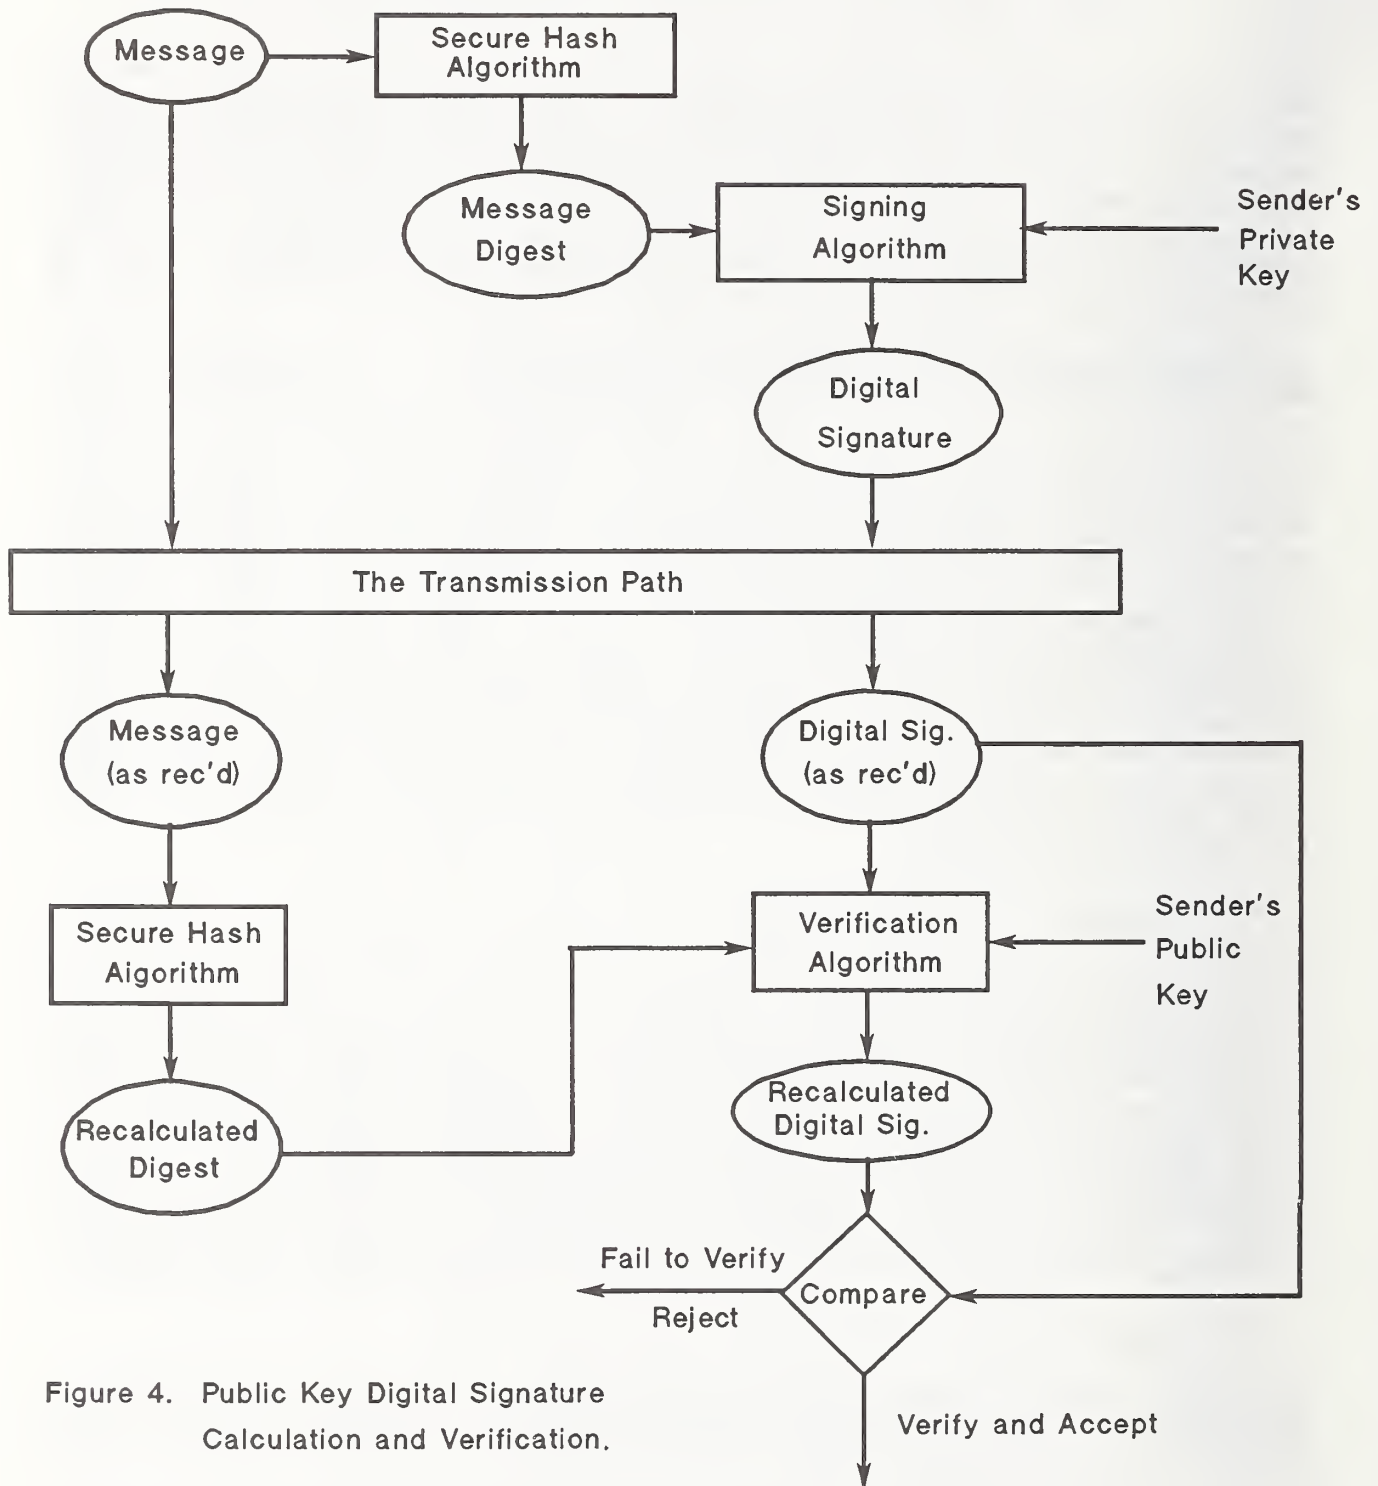 Message
Secure Hash
Algorithm
Message
Digest
Signing
Algorithm
Sender's
Private
Key
Digital
Signature
The Transmission Path
Message
(as rec'd)
Digital Sig.
(as rec'd)
Secure Hash
Aigorithm
Verification
Algorithm
Sender's
Public
Key
Recalculated
Digest
Recalculated
Digital Sig.
Fail to Verify
Reject
Compare
Verify and Accept
Figure 4. Public Key Digital Signature
Calculation and Verification.